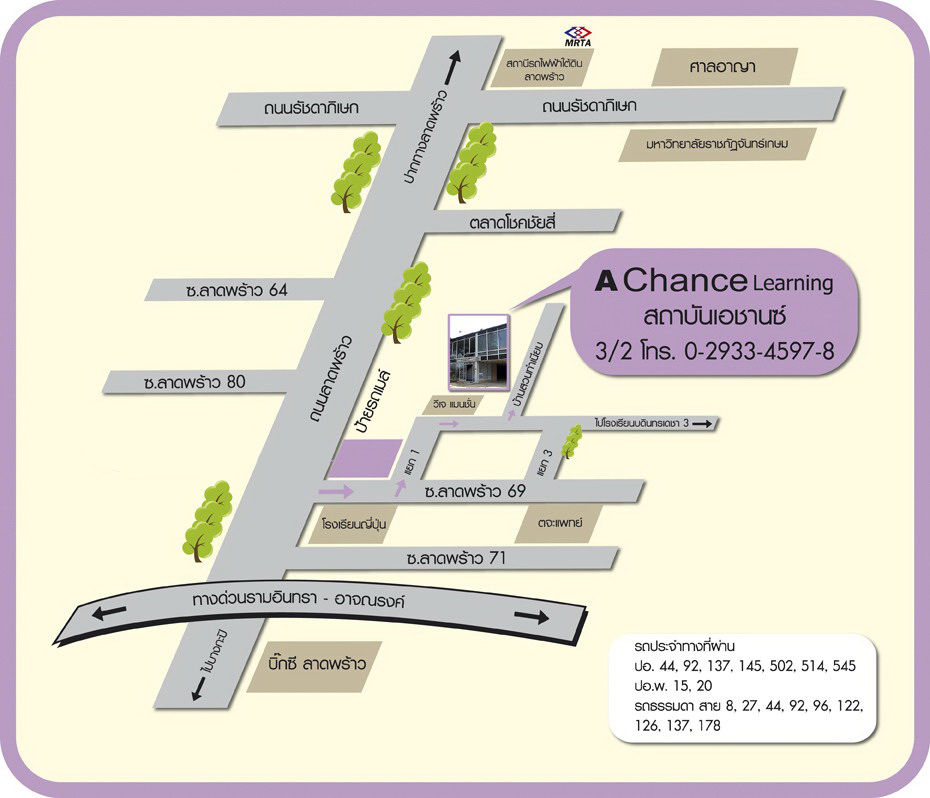 MRTA
สถานีรถไฟฟ้าใต้ดิน
ลาดพร้าว
ศาลอาญา
ถนนรัชดาภิเษก
ถนนรัชดาภิเษก
ปากทางลาดพร้าว
มหาวิทยาลัยราชภัฏจันทร์เกษม
ตลาดโชคชัยสี่
A Chance Learning
สถาบันเอชานซ์
3/2 โทร. 0-2933-4597-8
ซ.ลาดพร้าว 64
ซ.ลาดพร้าว 80
ถนนลาดพร้าว
ป้ายรถเมล์
วีเจ แมนชั่น
บ้านสวนกำเนียบ
ไปโรงเรียนบดินทรเดชา 3
แยก 1
แยก 3
ซ.ลาดพร้าว 69
โรงเรียนญี่ปุ่น
ตจะแพทย์
ซ.ลาดพร้าว 71
ทางด่วนรามอินทรา - อาจณรงค์
ไปบางกะปิ
บิ๊กซี ลาดพร้าว
รถประจำทางที่ผ่าน
ปอ. 44, 92, 137, 145, 502, 514, 545
ปอ.พ. 15, 20
รถธรรมดา สาย 8, 27, 44, 92, 96, 122,
126, 137, 178